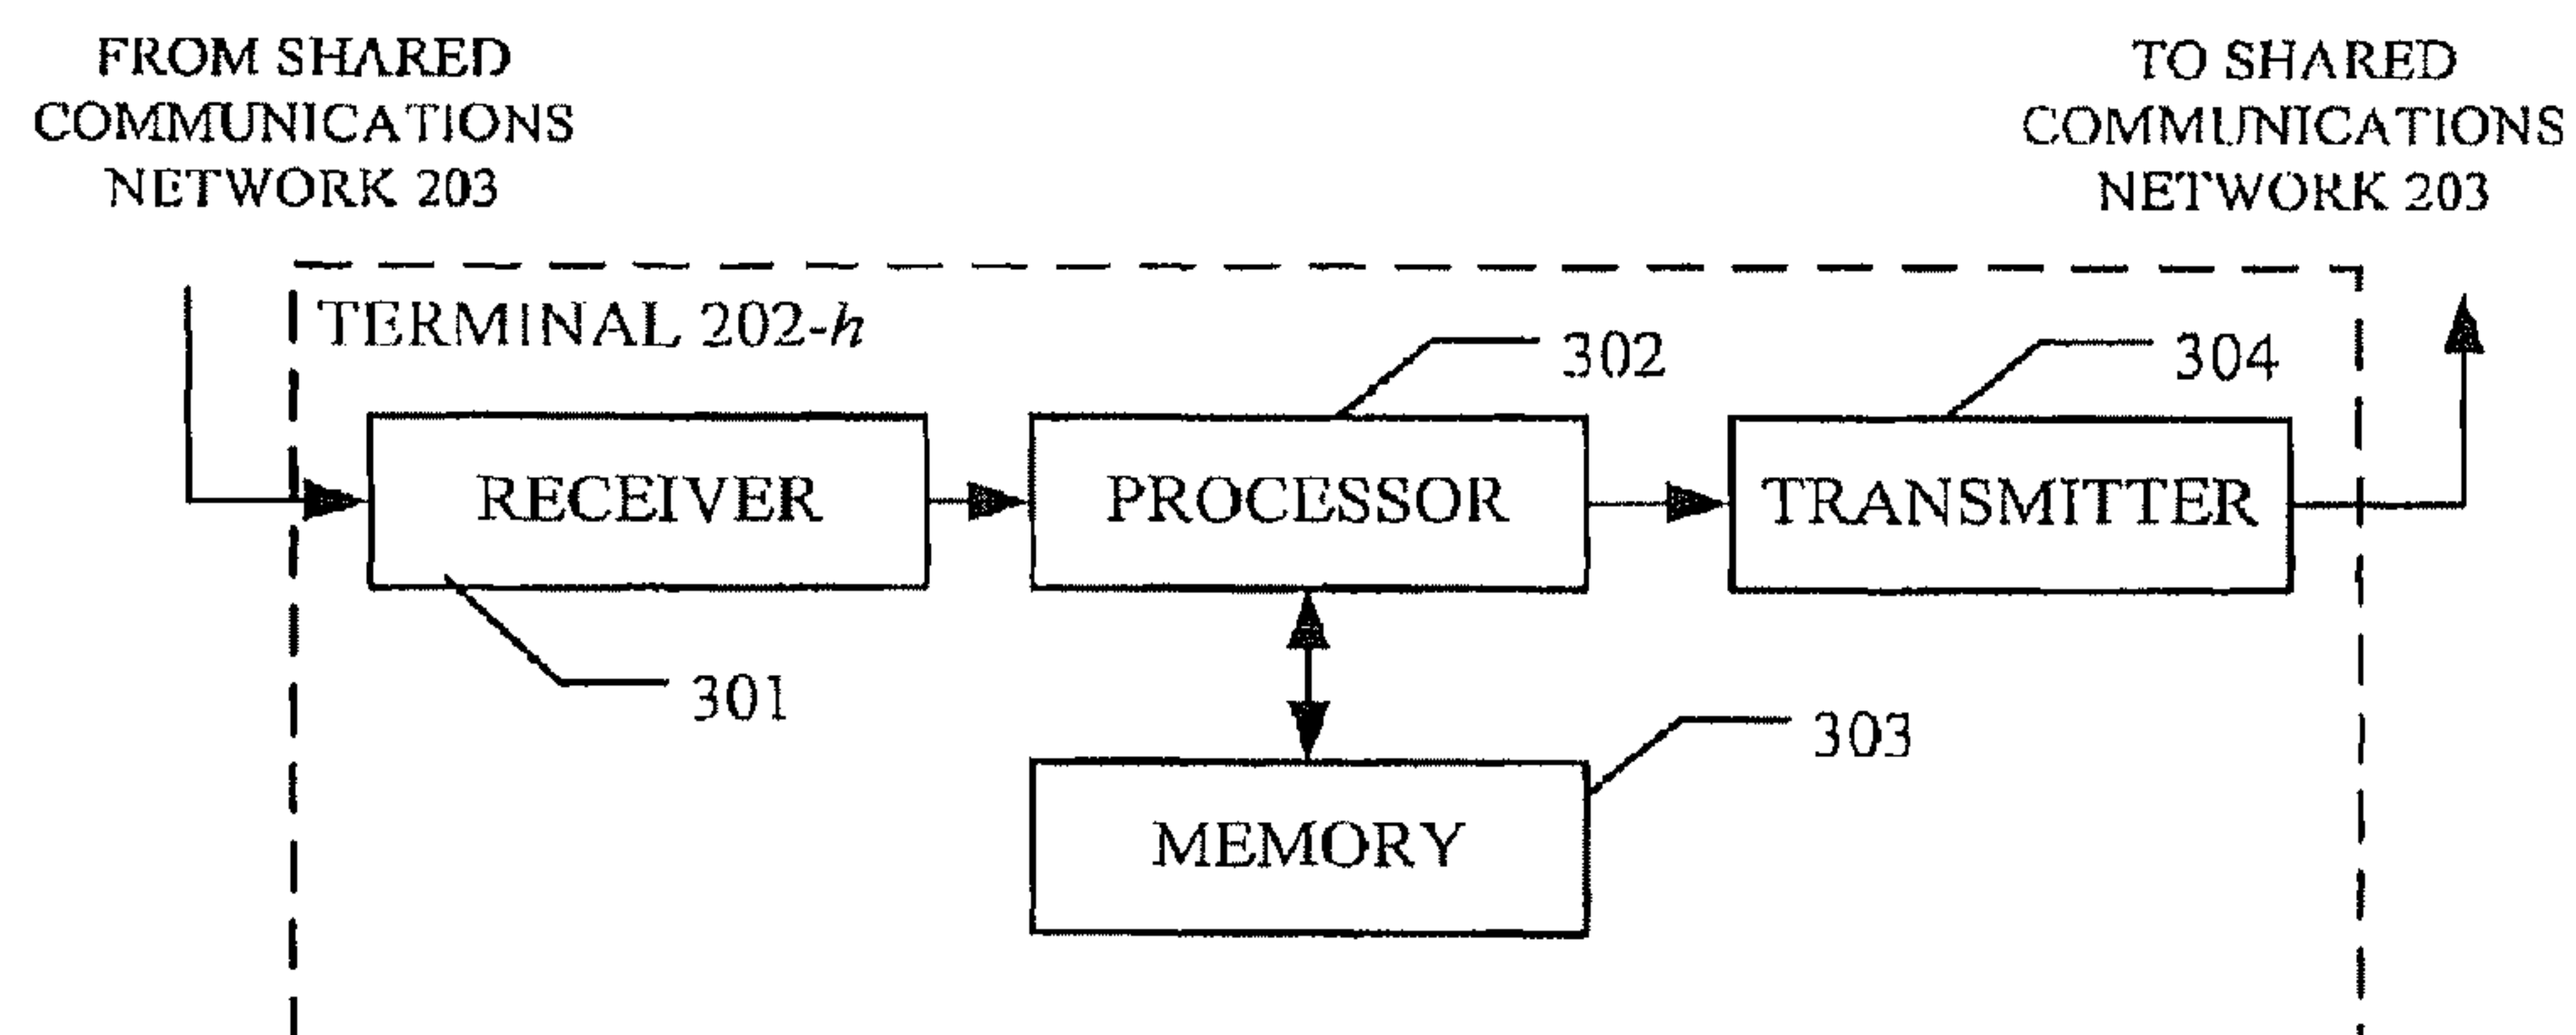 FROM SHARED
COMMUNICATIONS
NETWORK 203
TO SHARED
COMMUNICATIONS
NETWORK 203
TERMINAL 202-h
302
304
RECEIVER
PROCESSOR
TRANSMITTER
301
303
MEMORY